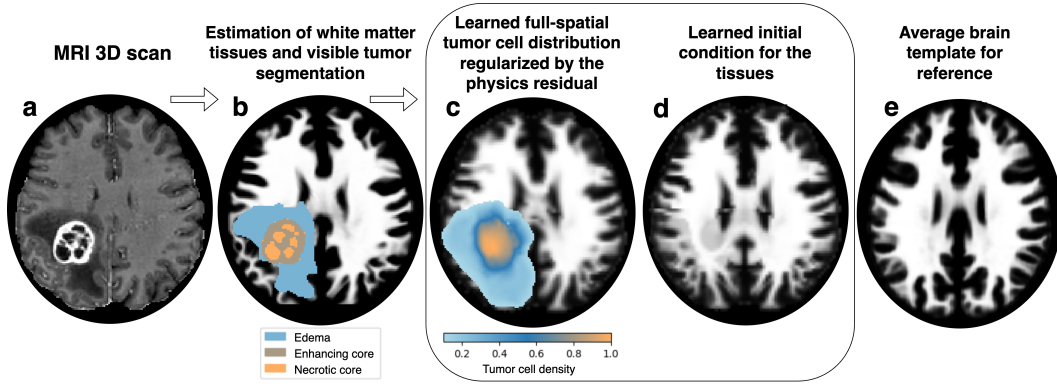 MRI 3D scan
Estimation of white matter
tissues and visible tumor
segmentation
Learned full-spatial
tumor cell distribution
regularized by the
physics residual
Learned initial
condition for the
tissues
Average brain
template for
reference
a
b
c
d
e
Edema
Enhancing core
Necrotic core
0.2 0.4 0.6 0.8 1.0
Tumor cell density